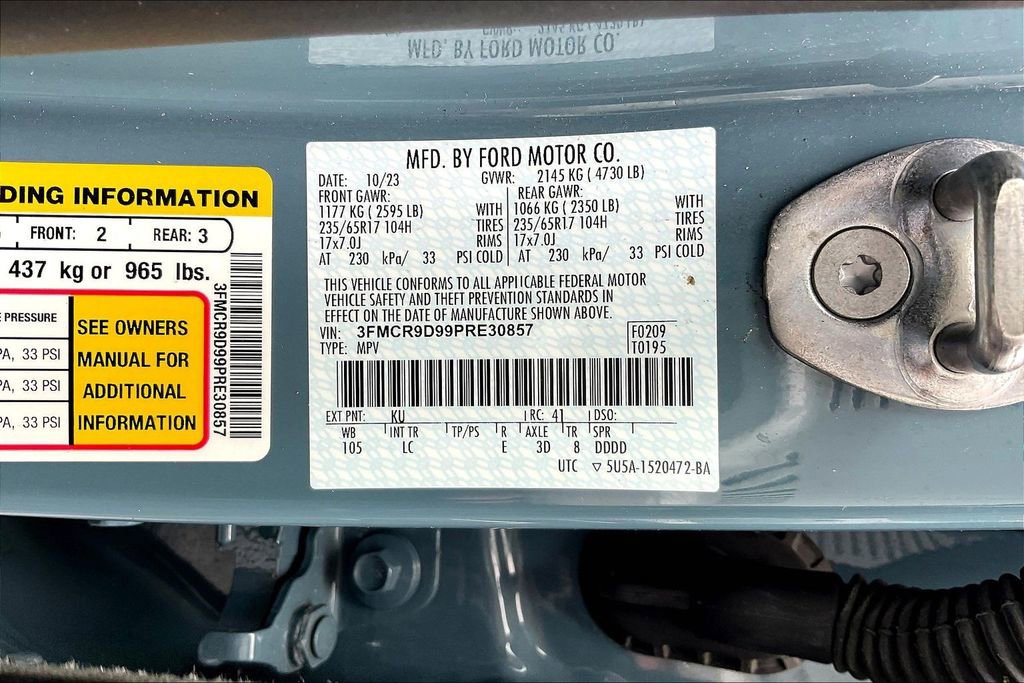 MFD. BY FORD MOTOR CO.
DING INFORMATION
FRONT: 2 REAR: 3
437 kg or 965 lbs.
E PRESSURE
PA, 33 PSI
PA, 33 PSI
PA, 33 PSI
SEE OWNERS
MANUAL FOR
ADDITIONAL
INFORMATION
3FMCR9D99PRE30857
MFD. BY FORD MOTOR CO.
DATE: 10/23 GVWR: 2145 KG ( 4730 LB)
FRONT GAWR: REAR GAWR:
1177 KG ( 2595 LB) WITH 1066 KG ( 2350 LB) WITH
235/65R17 104H TIRES 235/65R17 104H TIRES
17x7.0J RIMS 17x7.0J RIMS
AT 230 kPa/ 33 PSI COLD AT 230 kPa/ 33 PSI COLD
THIS VEHICLE CONFORMS TO ALL APPLICABLE FEDERAL MOTOR
VEHICLE SAFETY AND THEFT PREVENTION STANDARDS IN
EFFECT ON THE DATE OF MANUFACTURE SHOWN ABOVE.
VIN: 3FMCR9D99PRE30857 F0209
TYPE: MPV T0195
EXT PNT: KU RC: 41 DSO:
WB INT TR TP/PS R AXLE TR SPR
105 LC E 3D 8 DDDD
UTC ▽ 5U5A-1520472-BA